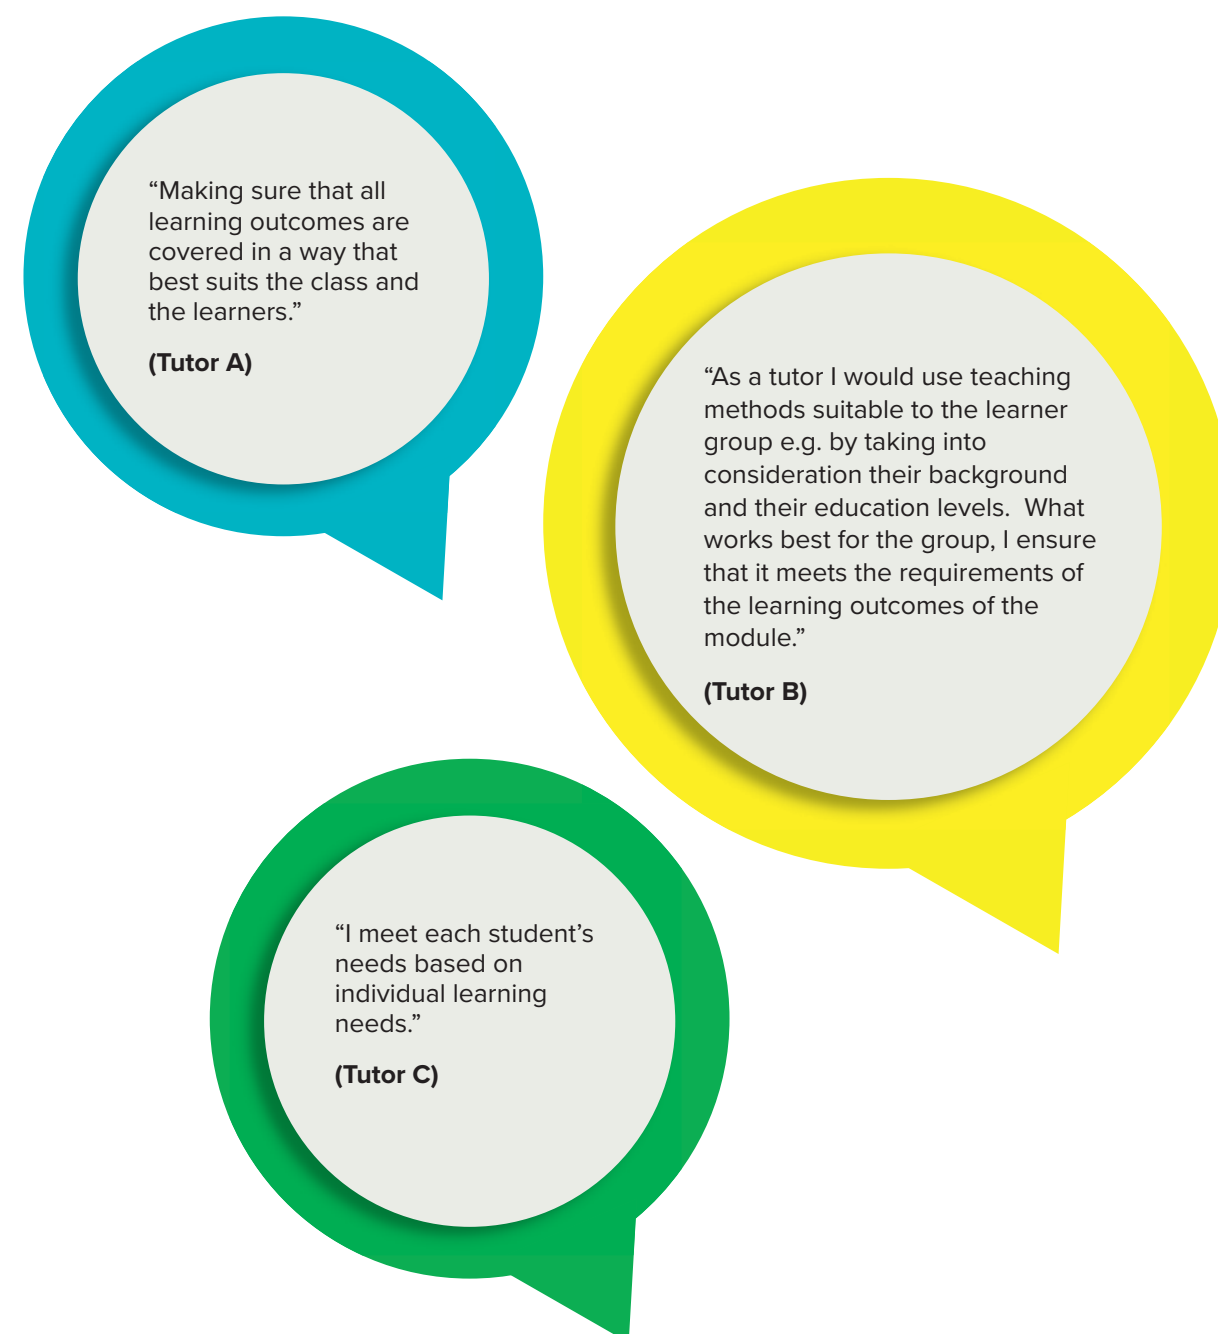 “Making sure that all
learning outcomes are
covered in a way that
best suits the class and
the learners.”
(Tutor A)
“As a tutor I would use teaching
methods suitable to the learner
group e.g. by taking into
consideration their background
and their education levels.  What
works best for the group, I ensure
that it meets the requirements of
the learning outcomes of the
module.”
(Tutor B)
“I meet each student’s
needs based on
individual learning
needs.”
(Tutor C)